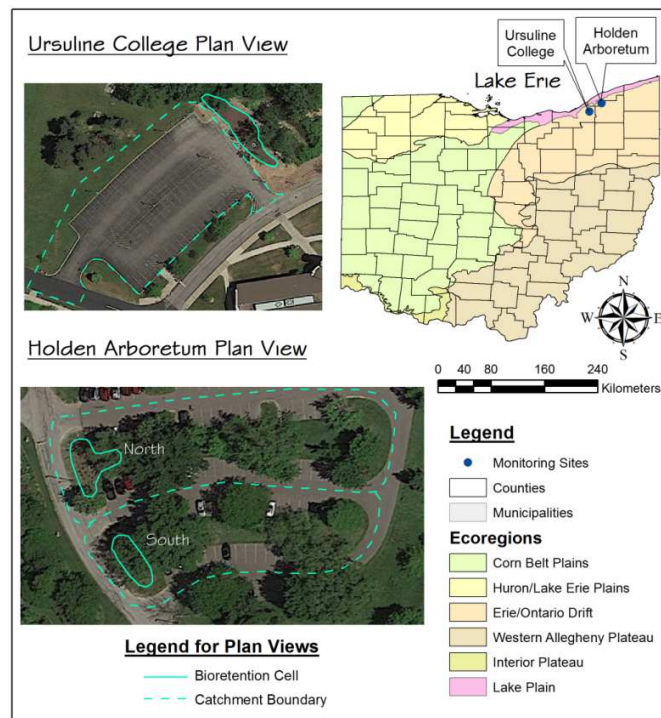 Ursuline College Plan View
Ursuline
College
Holden
Arboretum
Lake Erie
N
W
E
S
0 40 80 160 240
Kilometers
Holden Arboretum Plan View
North
South
Legend for Plan Views
Bioretention Cell
Catchment Boundary
Legend
Monitoring Sites
Counties
Municipalities
Ecoregions
Corn Belt Plains
Huron/Lake Erie Plains
Erie/Ontario Drift
Western Allegheny Plateau
Interior Plateau
Lake Plain